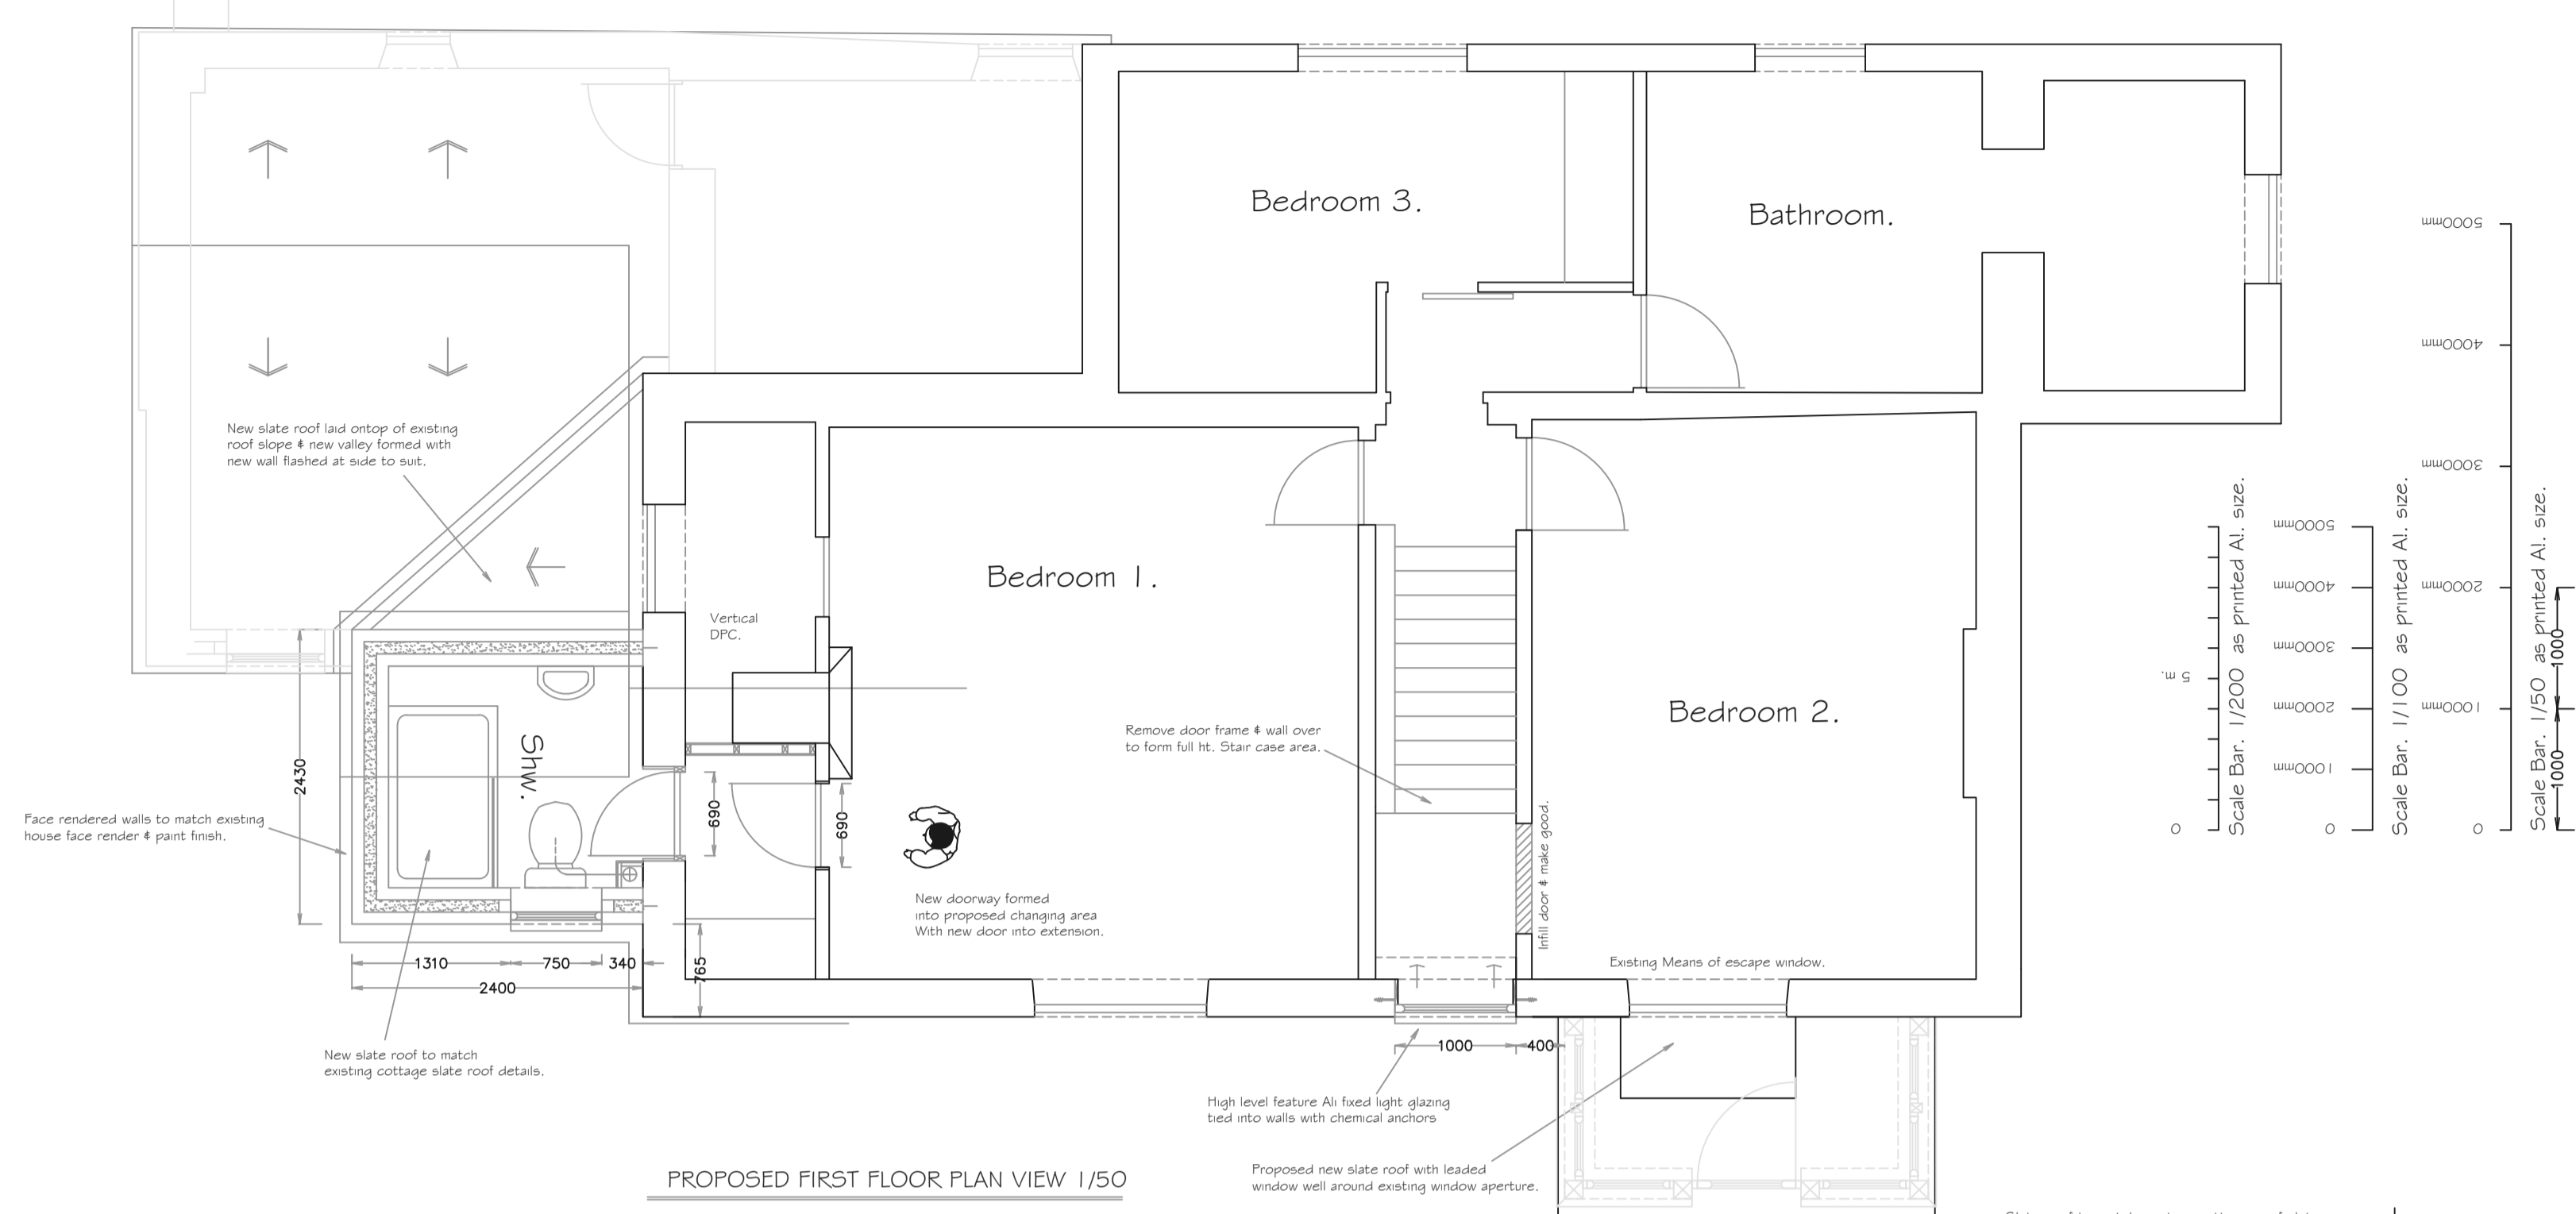 Bedroom 3.
Bathroom.
New slate roof laid ontop of existing
roof slope & new valley formed with
new wall flashed at side to suit.
Bedroom 1.
Vertical
DPC.
Bedroom 2.
Remove door frame & wall over
to form full ht. Stair case area.
Shw.
2430
690
690
Face rendered walls to match existing
house face render & paint finish.
Infill door & make good.
New doorway formed
into proposed changing area
With new door into extension.
1310
750
340
2400
765
Existing Means of escape window.
New slate roof to match
existing cottage slate roof details.
1000
400
High level feature Ali fixed light glazing
tied into walls with chemical anchors
Proposed new slate roof with leaded
window well around existing window aperture.
PROPOSED FIRST FLOOR PLAN VIEW 1/50
5 m.
0
Scale Bar. 1/200 as printed A1. size.
5000mm
4000mm
3000mm
2000mm
1000mm
0
Scale Bar. 1/100 as printed A1. size.
5000mm
4000mm
3000mm
2000mm
1000mm
0
Scale Bar. 1/50 as printed A1. size.
1000
1000